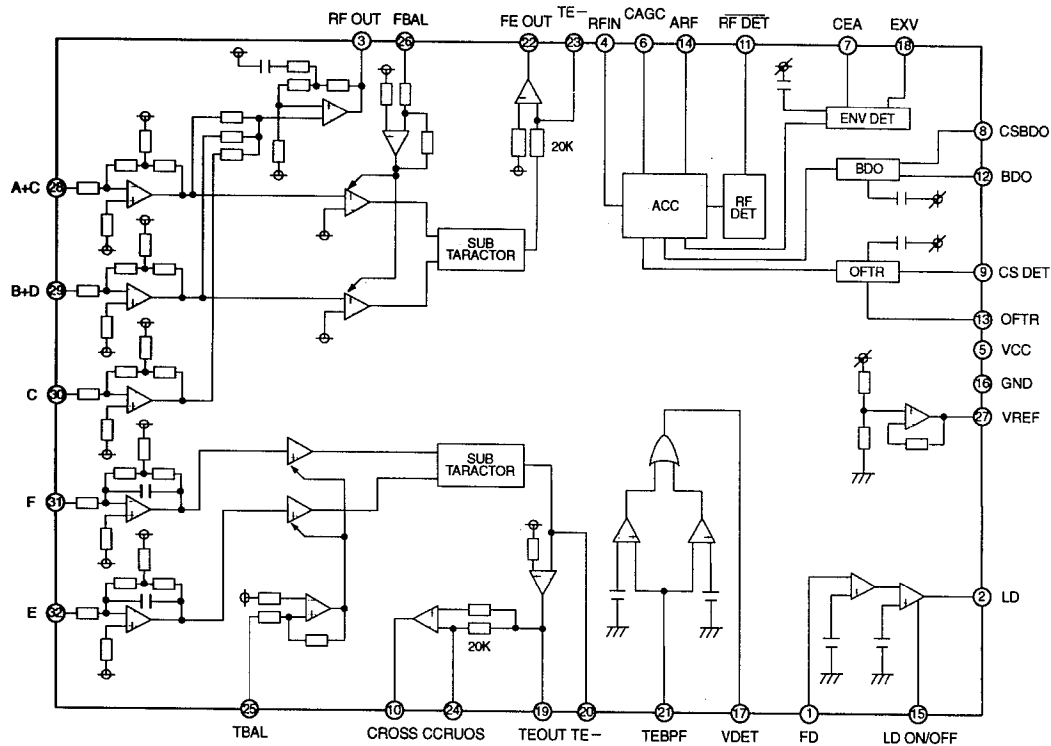 RF OUT FBAL FE OUT TE− RFIN CAGC ARF RF DET CEA EXV
3 26 22 23 4 6 14 11 7 18
ENV DET
8 CSBDO
20K
BDO
12 BDO
28 A+C
ACC
RF
DET
SUB
TARACTOR
OFTR
9 CS DET
B+D 29
13 OFTR
5 VCC
C 30
16 GND
27 VREF
SUB
TARACTOR
F 31
E 32
2 LD
20K
25 10 24 19 20 21 17 1 15
TBAL CROSS CCRUOS TEOUT TE− TEBPF VDET FD LD ON/OFF